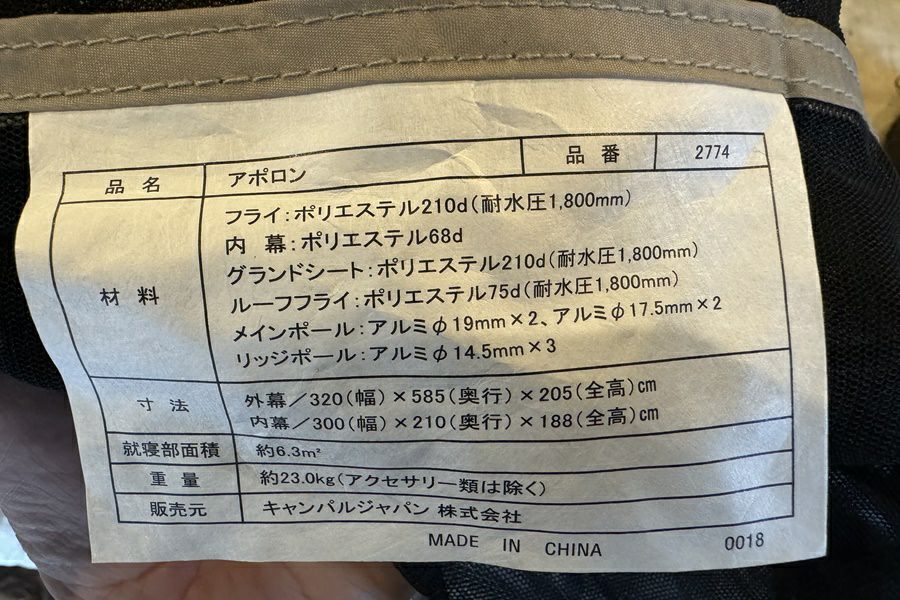 品 名 アポロン 品 番 2774
材 料 フライ:ポリエステル210d(耐水圧1,800mm)
内 幕:ポリエステル68d
グランドシート:ポリエステル210d(耐水圧1,800mm)
ルーフフライ:ポリエステル75d(耐水圧1,800mm)
メインポール:アルミφ19mm×2、アルミφ17.5mm×2
リッジポール:アルミφ14.5mm×3
寸 法 外幕/320(幅)×585(奥行)×205(全高)cm
内幕/300(幅)×210(奥行)×188(全高)cm
就寝部面積 約6.3m²
重 量 約23.0kg(アクセサリー類は除く)
販売元 キャンパルジャパン 株式会社
MADE IN CHINA 0018